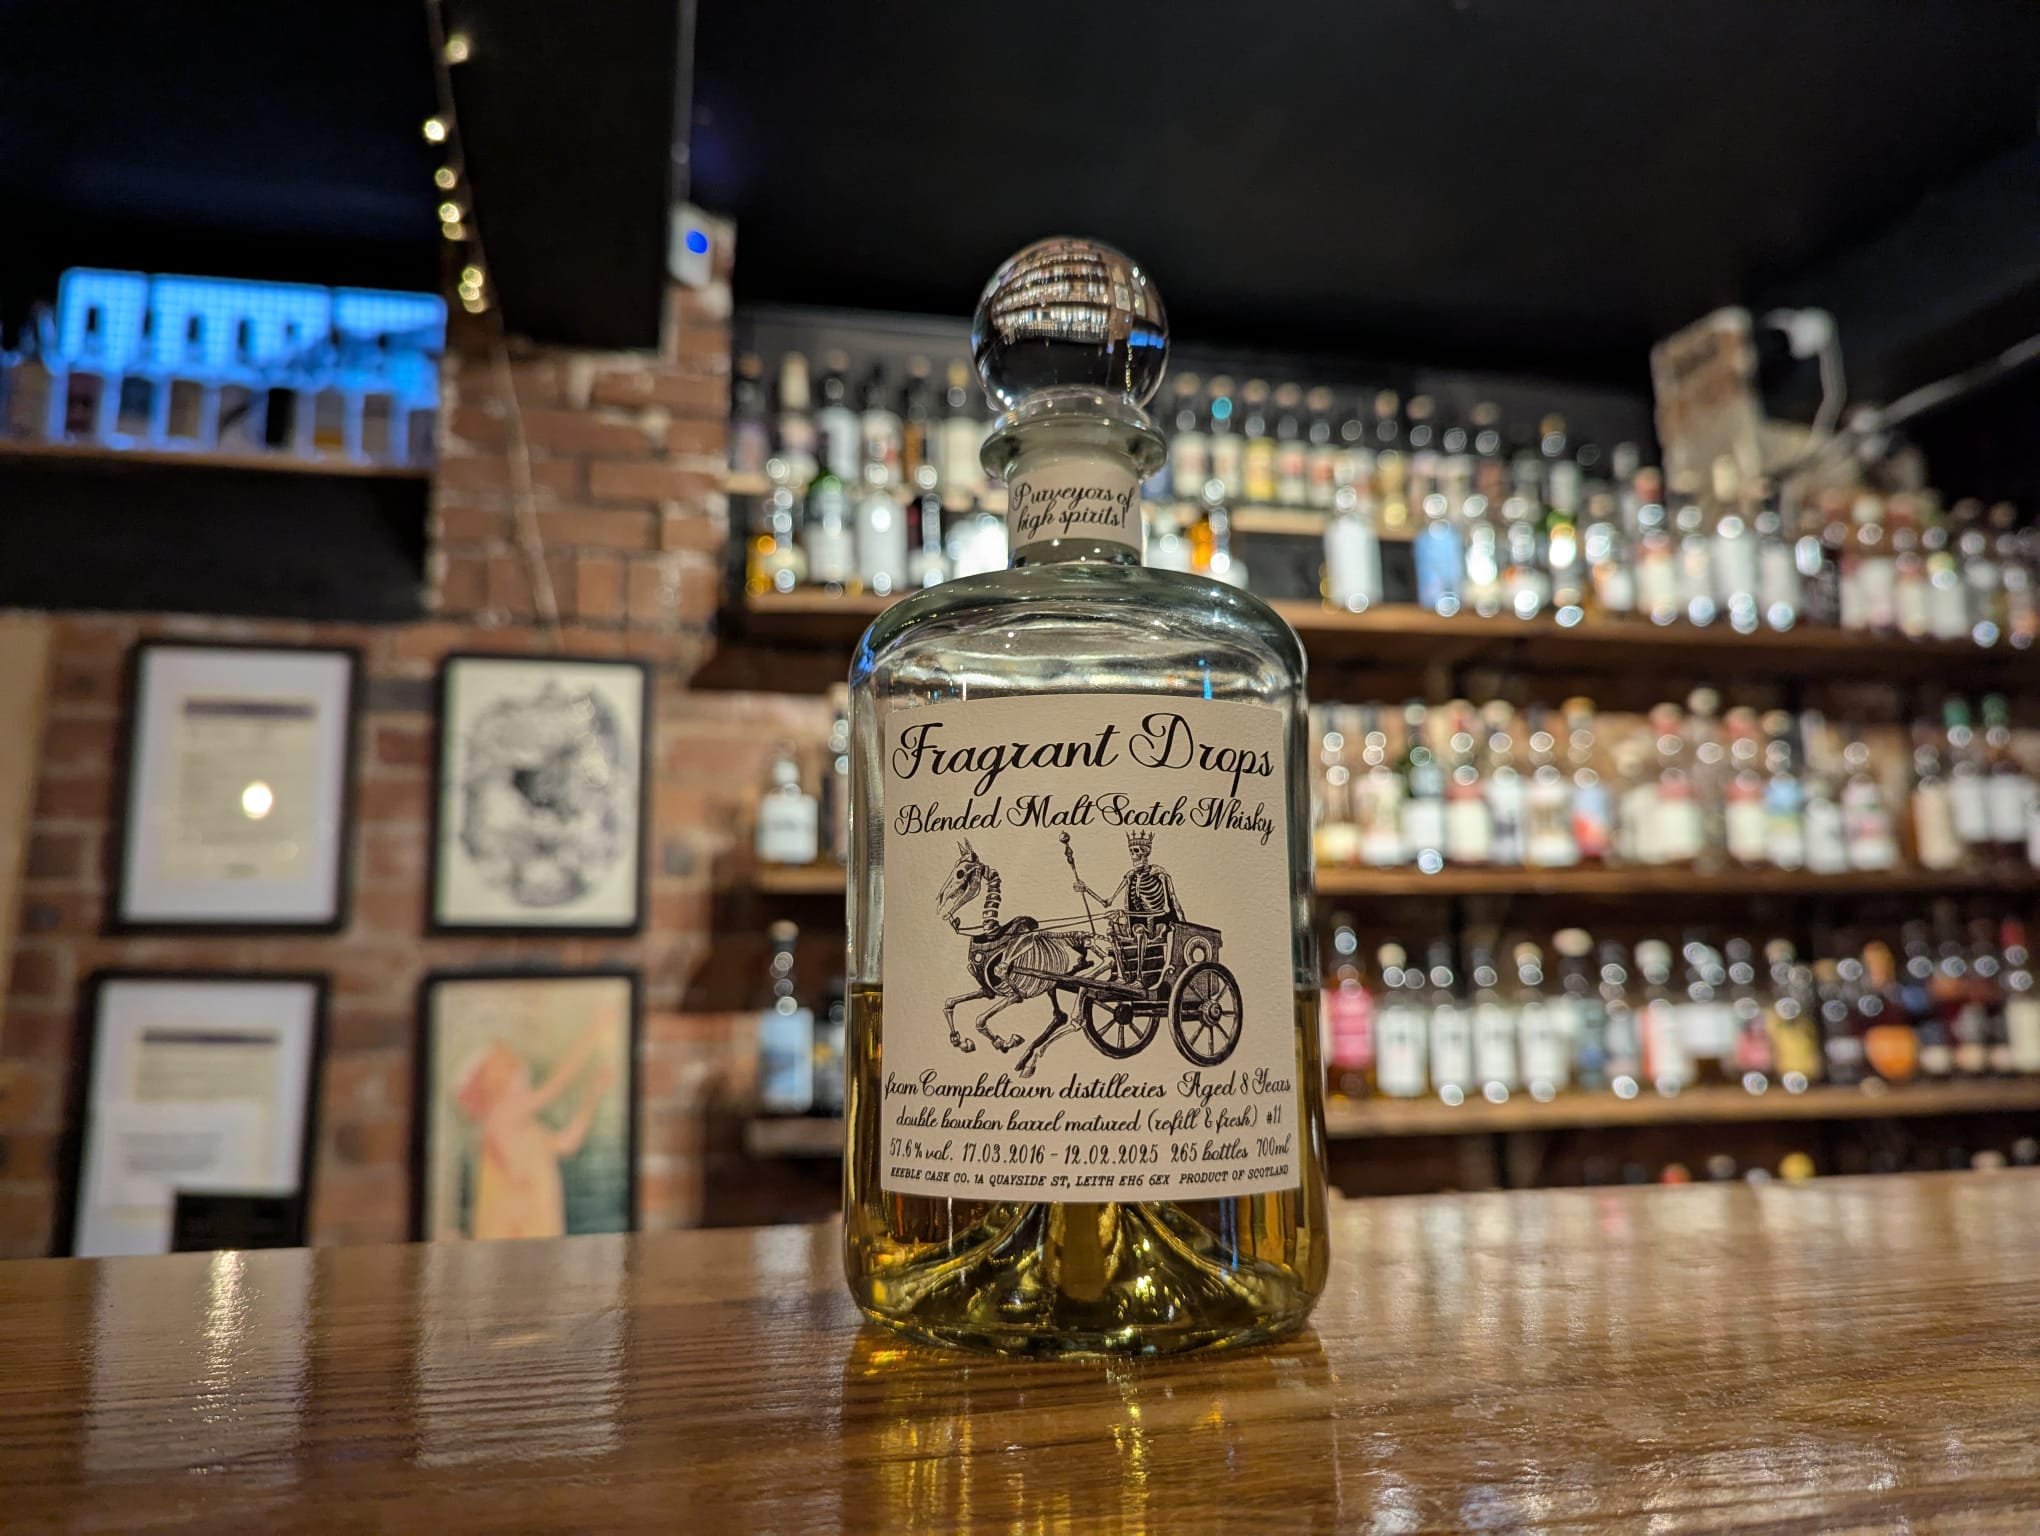 Purveyors of
high spirits!
Fragrant Drops
Blended Malt Scotch Whisky
from Campbeltown distilleries Aged 8 Years
double bourbon barrel matured (refill & fresh) #11
57.6% vol. 17.03.2016 - 12.02.2025 265 bottles 700ml
KEEBLE CASK CO. 1A QUAYSIDE ST, LEITH EH6 6EX PRODUCT OF SCOTLAND